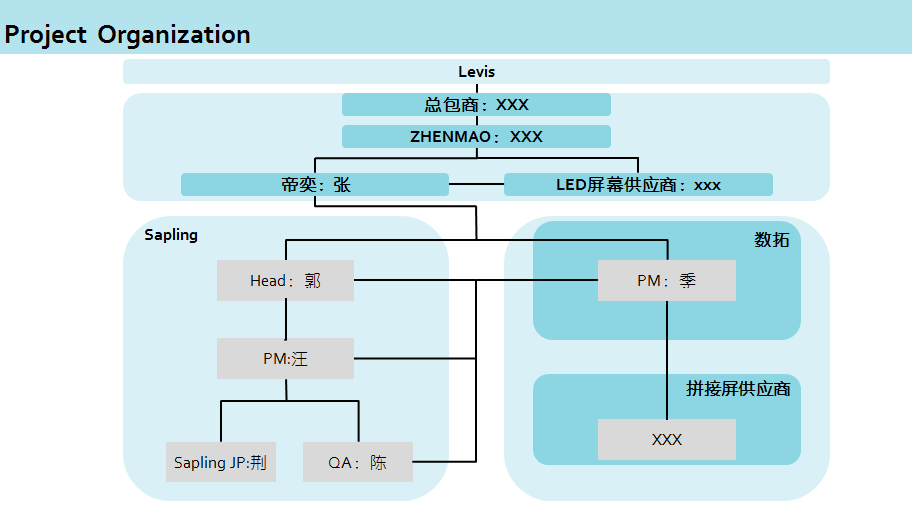 Project Organization
Levis
总包商：XXX
ZHENMAO：XXX
帝奕：张
LED屏幕供应商：xxx
Sapling
数拓
Head：郭
PM：季
PM:汪
拼接屏供应商
XXX
Sapling JP:荆
QA：陈